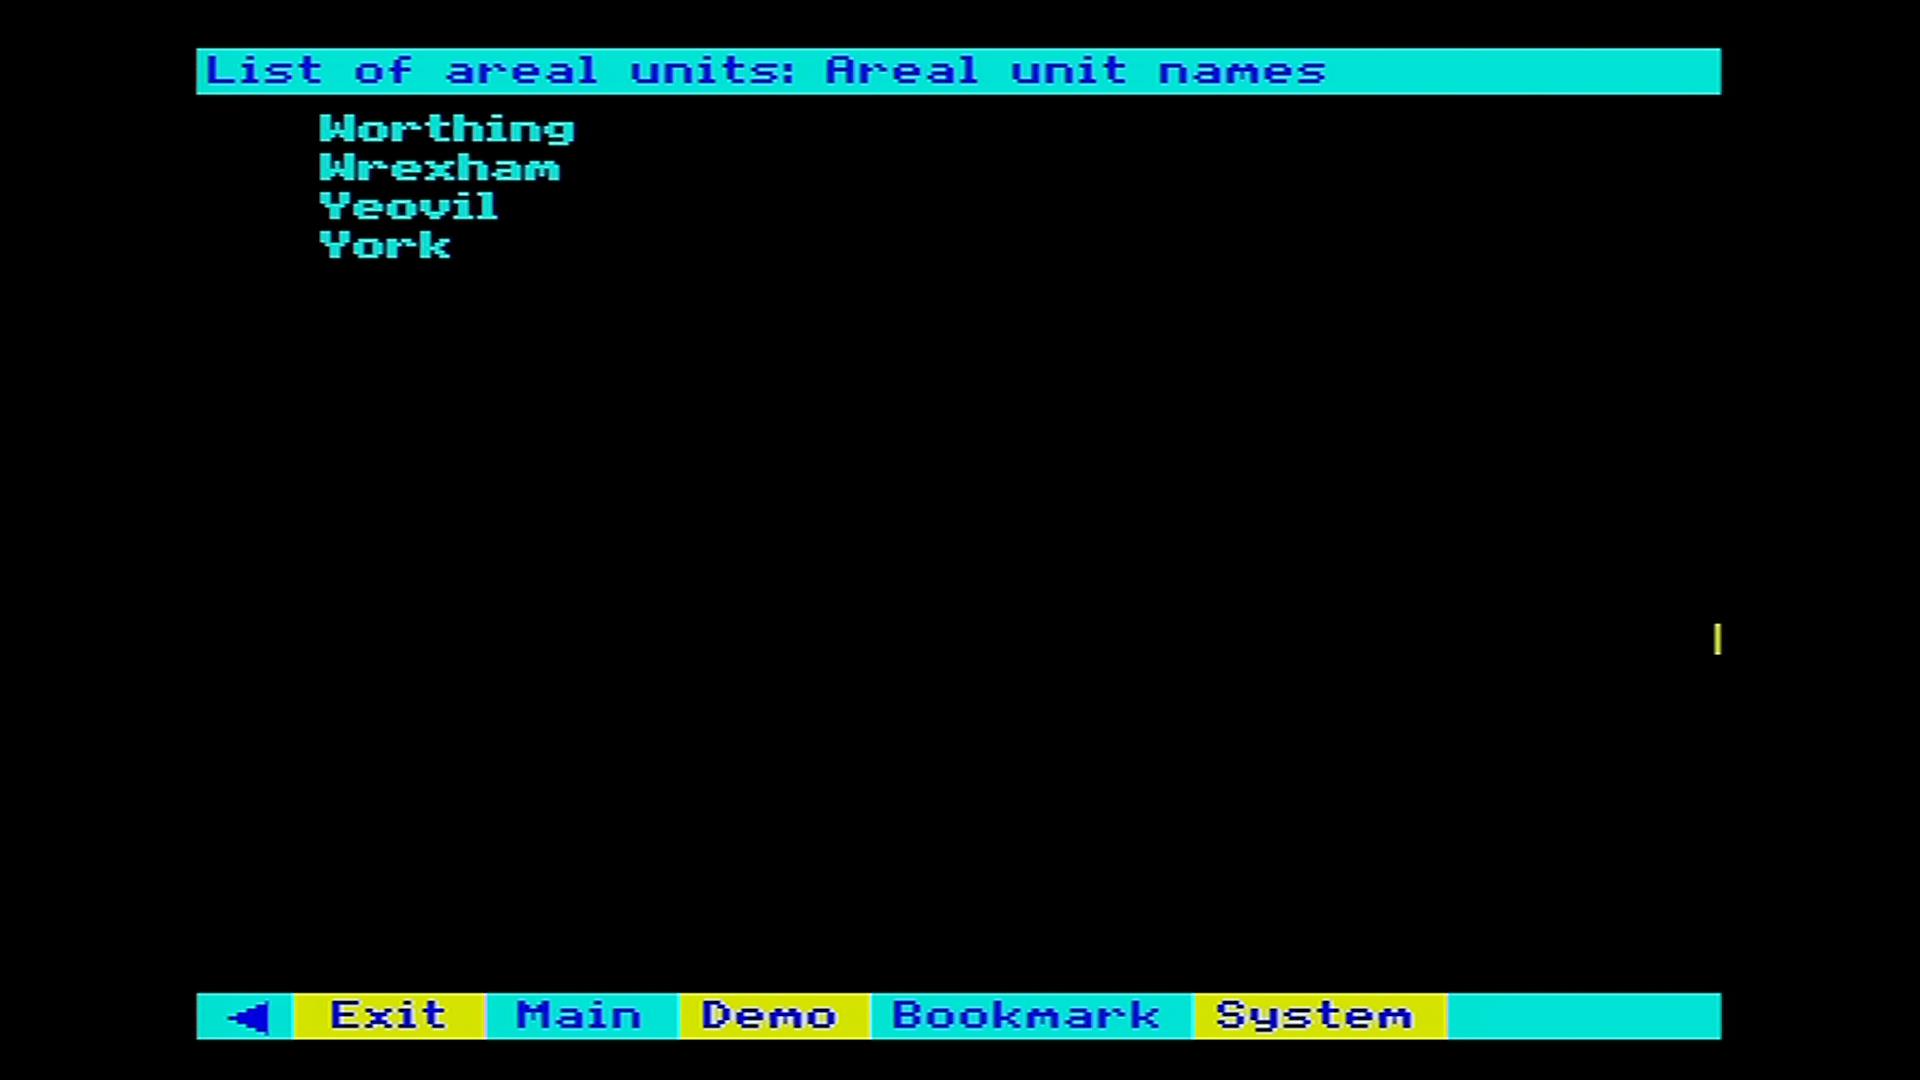 List of areal units: Areal unit names
Worthing
Wrexham
Yeovil
York
Exit Main Demo Bookmark System